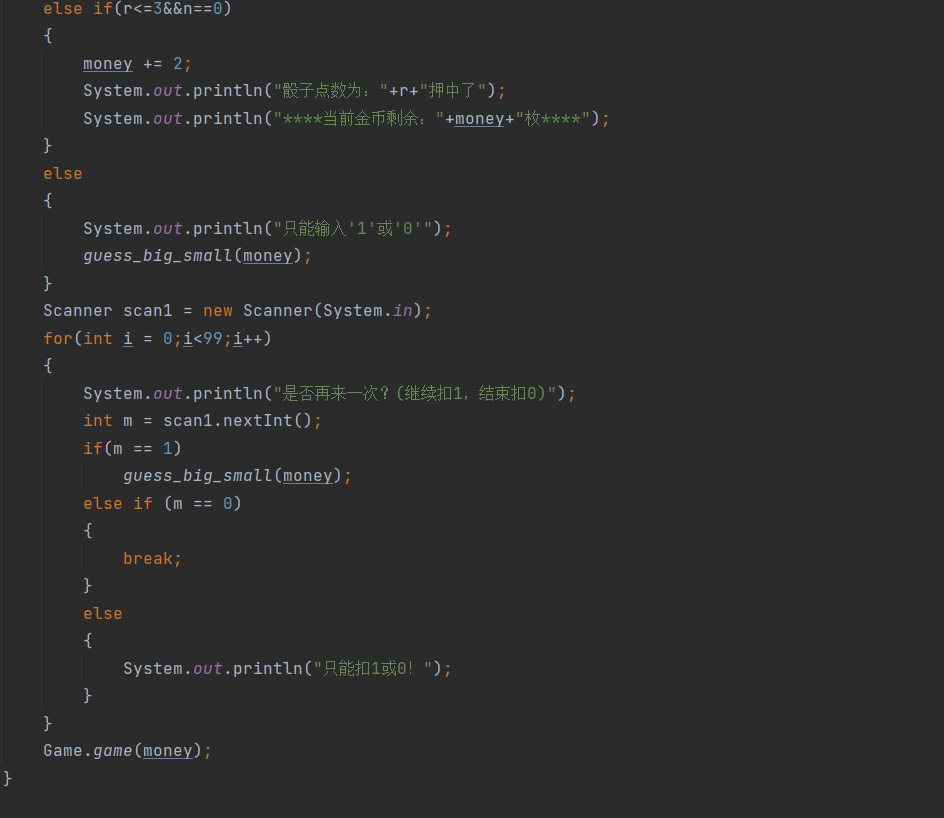 else if(r<=3&&n==0)
{
money += 2;
System.out.println("骰子点数为："+r+"押中了");
System.out.println("****当前金币剩余："+money+"枚****");
}
else
{
System.out.println("只能输入'1'或'0'");
guess_big_small(money);
}
Scanner scan1 = new Scanner(System.in);
for(int i = 0;i<99;i++)
{
System.out.println("是否再来一次？(继续扣1，结束扣0)");
int m = scan1.nextInt();
if(m == 1)
guess_big_small(money);
else if (m == 0)
{
break;
}
else
{
System.out.println("只能扣1或0！");
}
}
Game.game(money);
}